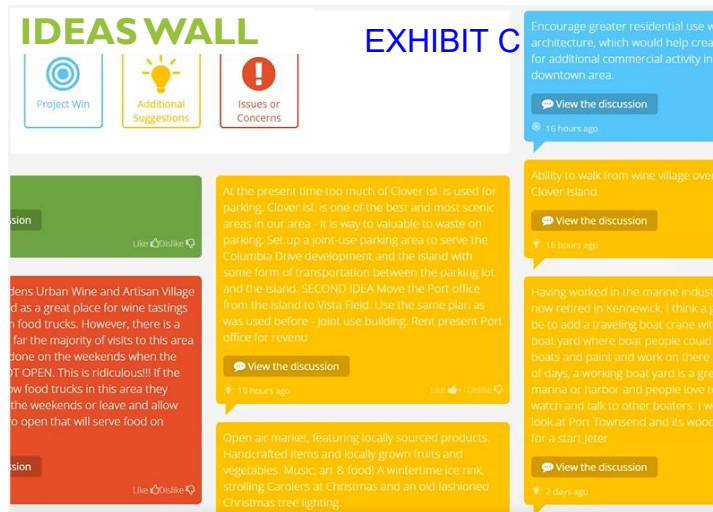 IDEAS WALL
EXHIBIT C
Project Win
Additional
Suggestions
Issues or
Concerns
Like Dislike
dens Urban Wine and Artisan Village
d as a great place for wine tastings
food trucks. However, there is a
far the majority of visits to this area
done on the weekends when the
OT OPEN. This is ridiculous!!! If the
ow food trucks in this area they
the weekends or leave and allow
o open that will serve food on
Like Dislike
At the present time too much of Clover Isl. is used for
parking. Clover Isl. is one of the best and most scenic
areas in our area - it is way to valuable to waste on
parking. Set up a joint-use parking area to serve the
Columbia Drive development and the island with
some form of transportation between the parking lot
and the island. SECOND IDEA Move the Port office
from the island to Vista Field. Use the same plan as
was used before - joint use building. Rent present Port
office for revenu
View the discussion
19 hours ago
Like Dislike
Open air market, featuring locally sourced products.
Handcrafted items and locally grown fruits and
vegetables. Music, art & food! A wintertime ice rink,
strolling Carolers at Christmas and an old fashioned
Christmas tree lighting.
Encourage greater residential use w
architecture, which would help crea
for additional commercial activity in
downtown area.
View the discussion
16 hours ago
Ability to walk from wine village over
Clover Island.
View the discussion
16 hours ago
Having worked in the marine indust
now retired in Kennewick, I think a g
be to add a traveling boat crane wit
boat yard where boat people could
boats and paint and work on there
of days, a working boat yard is a gre
marina or harbor and people love to
watch and talk to other boaters. I w
look at Port Townsend and its wood
for a start Jeter
View the discussion
2 days ago